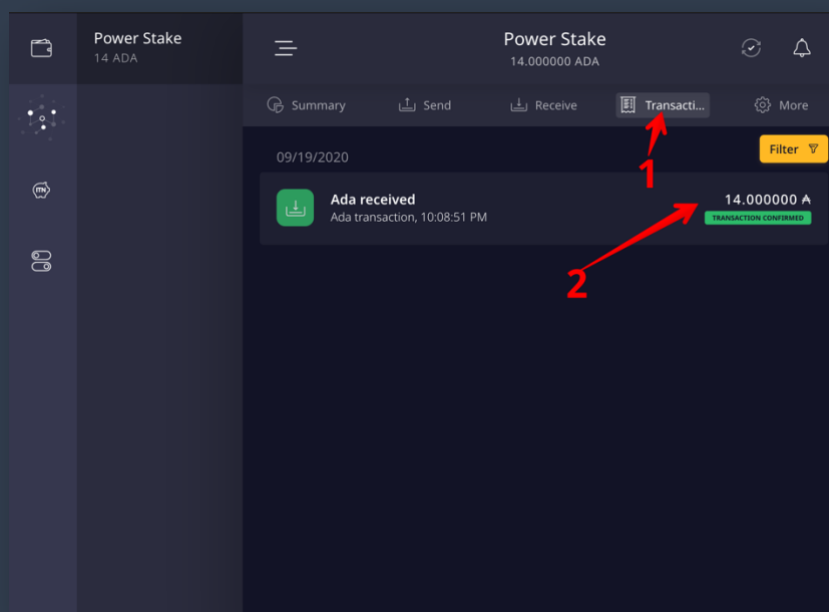 Power Stake
14 ADA
Power Stake
14.000000 ADA
Summary
Send
Receive
Transacti...
More
1
09/19/2020
Filter
Ada received
14.000000 ₳
Ada transaction, 10:08:51 PM
TRANSACTION CONFIRMED
2
ITN